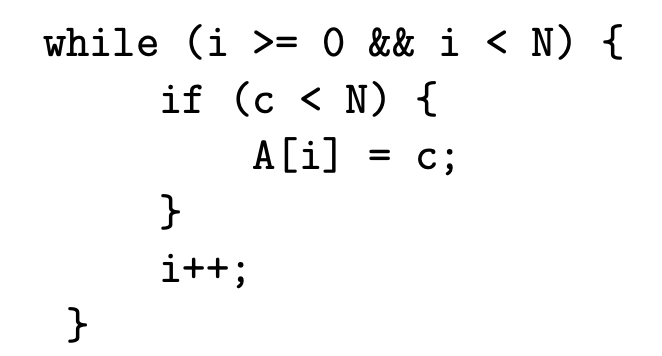 while (i >= 0 && i < N) {
if (c < N) {
A[i] = c;
}
i++;
}